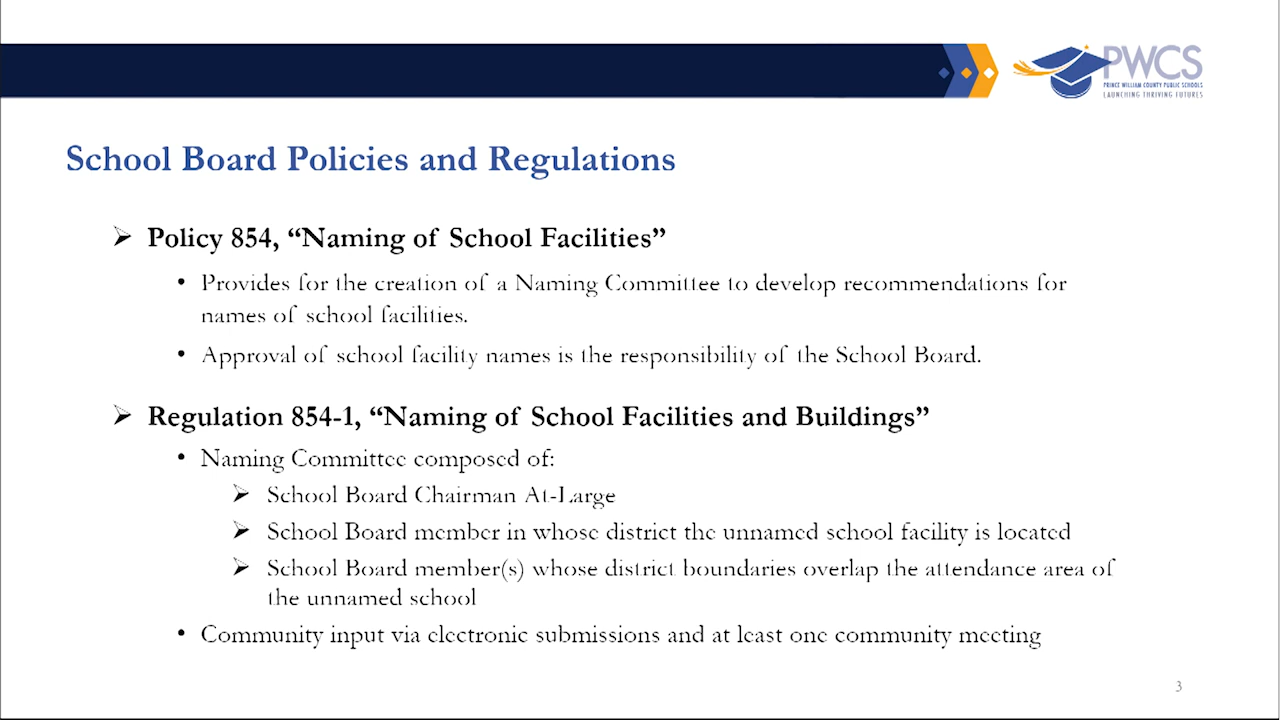 PWCS
PRINCE WILLIAM COUNTY PUBLIC SCHOOLS
LAUNCHING THRIVING FUTURES
School Board Policies and Regulations
Policy 854, “Naming of School Facilities”
• Provides for the creation of a Naming Committee to develop recommendations for
names of school facilities.
• Approval of school facility names is the responsibility of the School Board.
Regulation 854-1, “Naming of School Facilities and Buildings”
• Naming Committee composed of:
School Board Chairman At-Large
School Board member in whose district the unnamed school facility is located
School Board member(s) whose district boundaries overlap the attendance area of
the unnamed school
• Community input via electronic submissions and at least one community meeting
3